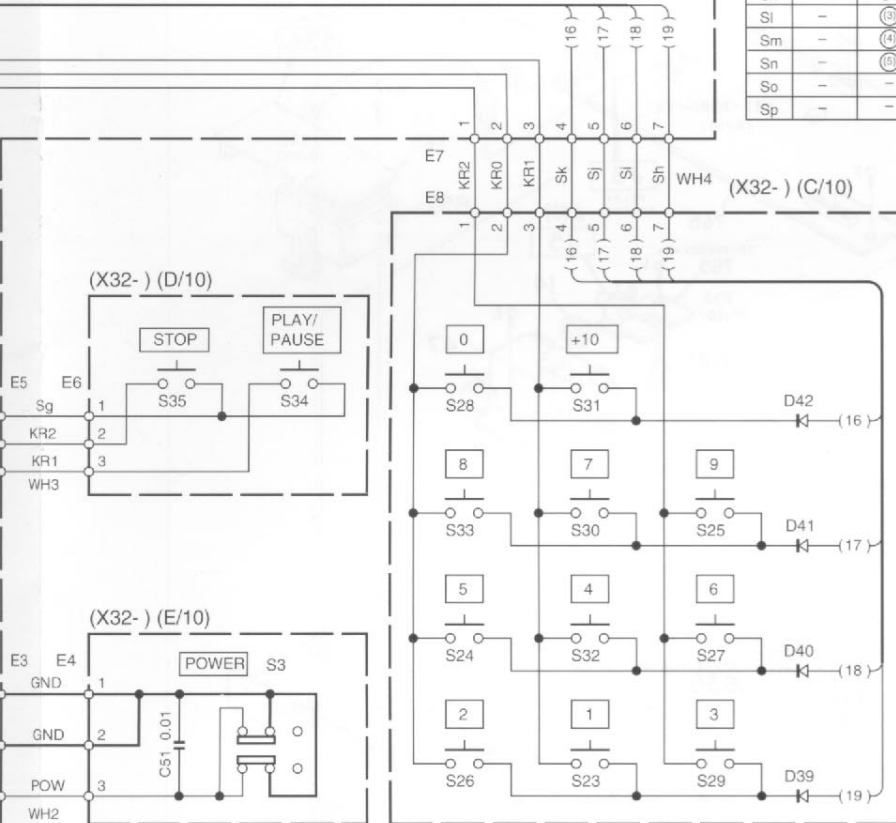 Sl –
Sm –
Sn –
So – –
Sp – –
(16) (17) (18) (19)
1 2 3 4 5 6 7
E7
KR2 KR0 KR1 Sk Sj Si Sh WH4
E8
(X32- ) (C/10)
1 2 3 4 5 6 7
(16) (17) (18) (19)
(X32- ) (D/10)
STOP
PLAY/
PAUSE
E5 E6
S35 S34
Sg 1
KR2 2
KR1 3
WH3
0 +10
S28 S31 D42
(16)
8 7 9
S33 S30 S25 D41
(17)
5 4 6
S24 S32 S27 D40
(18)
2 1 3
S26 S23 S29 D39
(19)
(X32- ) (E/10)
E3 E4 POWER S3
GND 1
GND 2
C51 0.01
POW 3
WH2